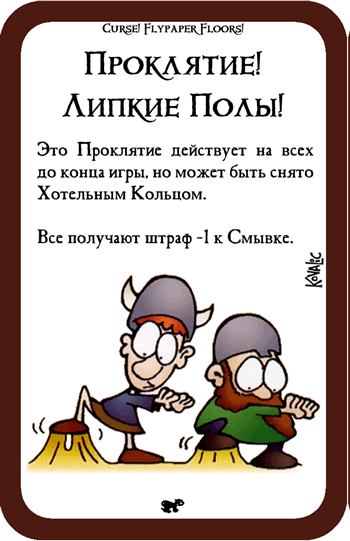 Curse! Flypaper Floors!
Проклятие!
Липкие Полы!
Это Проклятие действует на всех
до конца игры, но может быть снято
Хотельным Кольцом.
Все получают штраф -1 к Смывке.
Kovalic